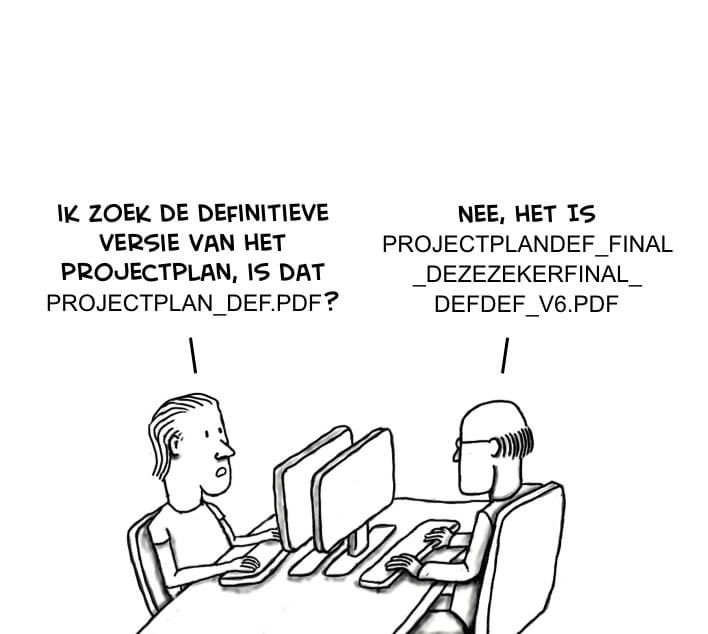 IK ZOEK DE DEFINITIEVE
VERSIE VAN HET
PROJECTPLAN, IS DAT
PROJECTPLAN_DEF.PDF?
NEE, HET IS
PROJECTPLANDEF_FINAL
_DEZEZEKERFINAL_
DEFDEF_V6.PDF